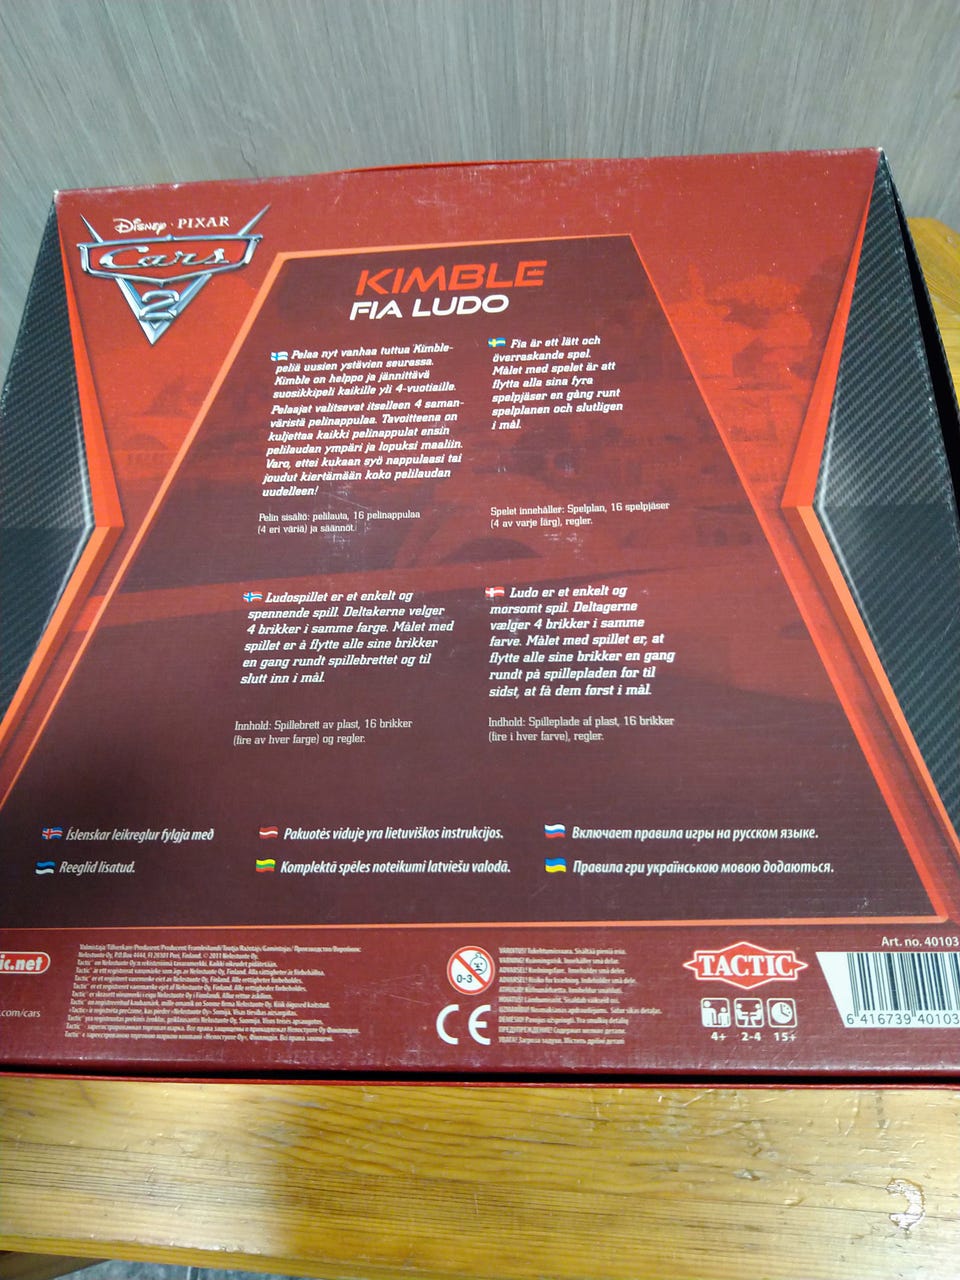 Disney · PIXAR
Cars
2
KIMBLE
FIA LUDO
Pelaa nyt vanhaa tuttua Kimble-
peliä uusien ystävien seurassa.
Kimble on helppo ja jännittävä
suosikkipeli kaikille yli 4-vuotiaille.
Pelaajat valitsevat itselleen 4 saman-
väristä pelinappulaa. Tavoitteena on
kuljettaa kaikki pelinappulat ensin
pelilaudan ympäri ja lopuksi maaliin.
Varo, ettei kukaan syö nappulaasi tai
joudut kiertämään koko pelilaudan
uudelleen!
Pelin sisältö: pelilauta, 16 pelinappulaa
(4 eri väriä) ja säännöt.
Fia är ett lätt och
överraskande spel.
Målet med spelet är att
flytta alla sina fyra
spelpjäser en gång runt
spelplanen och slutligen
i mål.
Spelet innehåller: Spelplan, 16 spelpjäser
(4 av varje färg), regler.
Ludospillet er et enkelt og
spennende spill. Deltakerne velger
4 brikker i samme farge. Målet med
spillet er å flytte alle sine brikker
en gang rundt spillebrettet og til
slutt inn i mål.
Innhold: Spillebrett av plast, 16 brikker
(fire av hver farge) og regler.
Ludo er et enkelt og
morsomt spil. Deltagerne
vælger 4 brikker i samme
farve. Målet med spillet er, at
flytte alle sine brikker en gang
rundt på spillepladen for til
sidst, at få dem først i mål.
Indhold: Spilleplade af plast, 16 brikker
(fire i hver farve), regler.
Íslenskar leikreglur fylgja með
Pakuotės viduje yra lietuviškos instrukcijos.
Включает правила игры на русском языке.
Reeglid lisatud.
Komplektā spēles noteikumi latviešu valodā.
Правила гри українською мовою додаються.
ic.net
.com/cars
0-3
CE
TACTIC
4+ 2-4 15+
Art. no. 40103
6 416739 40103